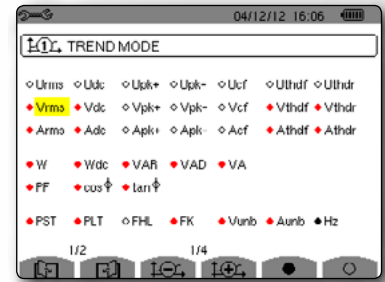 04/12/12 16:06
1 TREND MODE
Urms Udc Upk+ Upk- Ucf Uthdf Uthdr
Vrms Vdc Vpk+ Vpk- Vcf Vthdf Vthdr
Arms Adc Apk+ Apk- Acf Athdf Athdr
W Wdc VAR VAD VA
PF cos ϕ tan ϕ
PST PLT FHL FK Vunb Aunb Hz
1/2 1/4